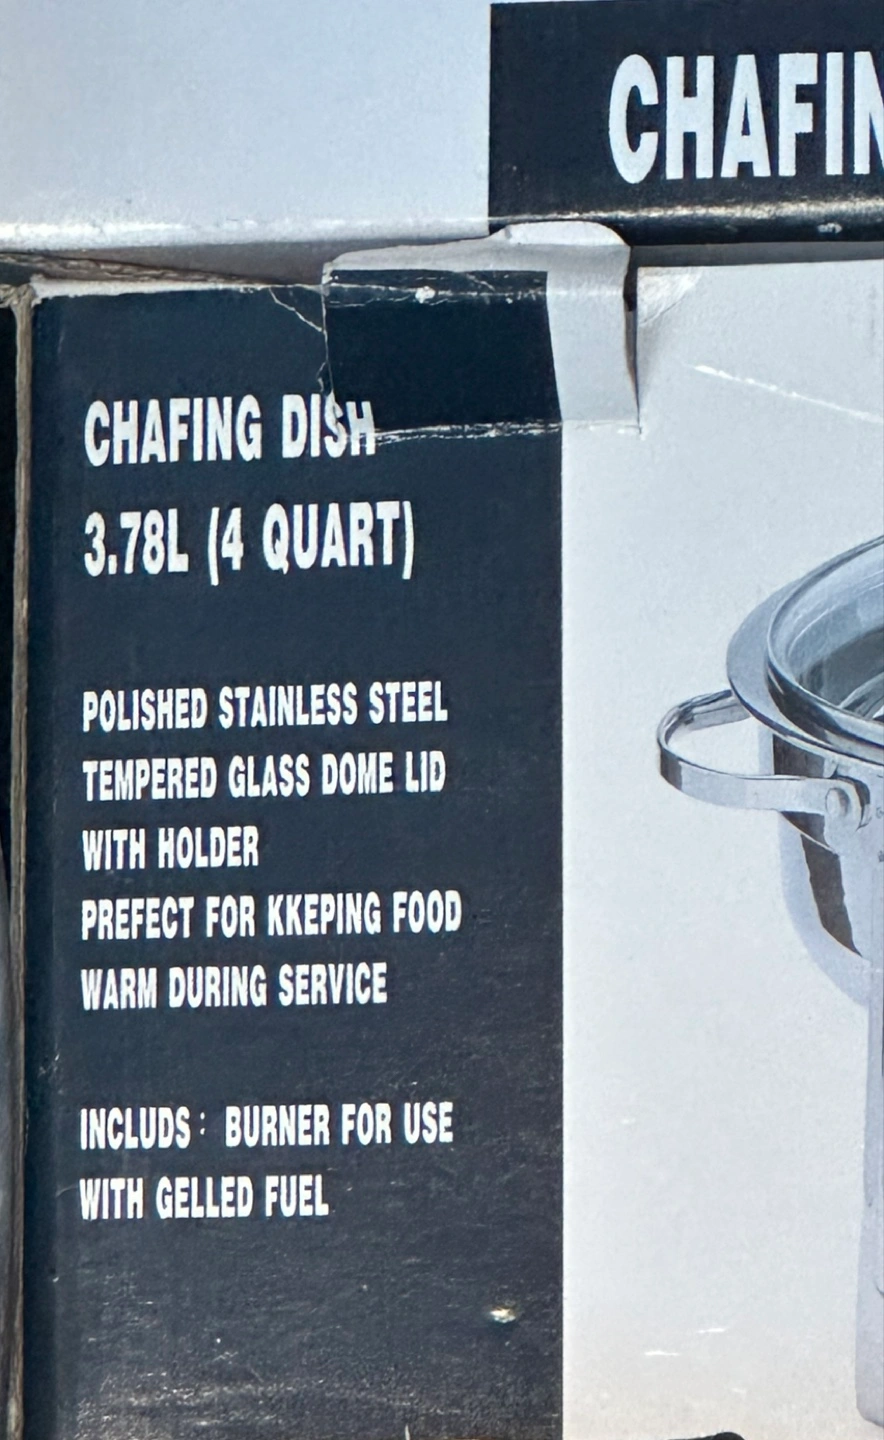 CHAFIN
CHAFING DISH
3.78L (4 QUART)
POLISHED STAINLESS STEEL
TEMPERED GLASS DOME LID
WITH HOLDER
PREFECT FOR KKEPING FOOD
WARM DURING SERVICE
INCLUDS : BURNER FOR USE
WITH GELLED FUEL